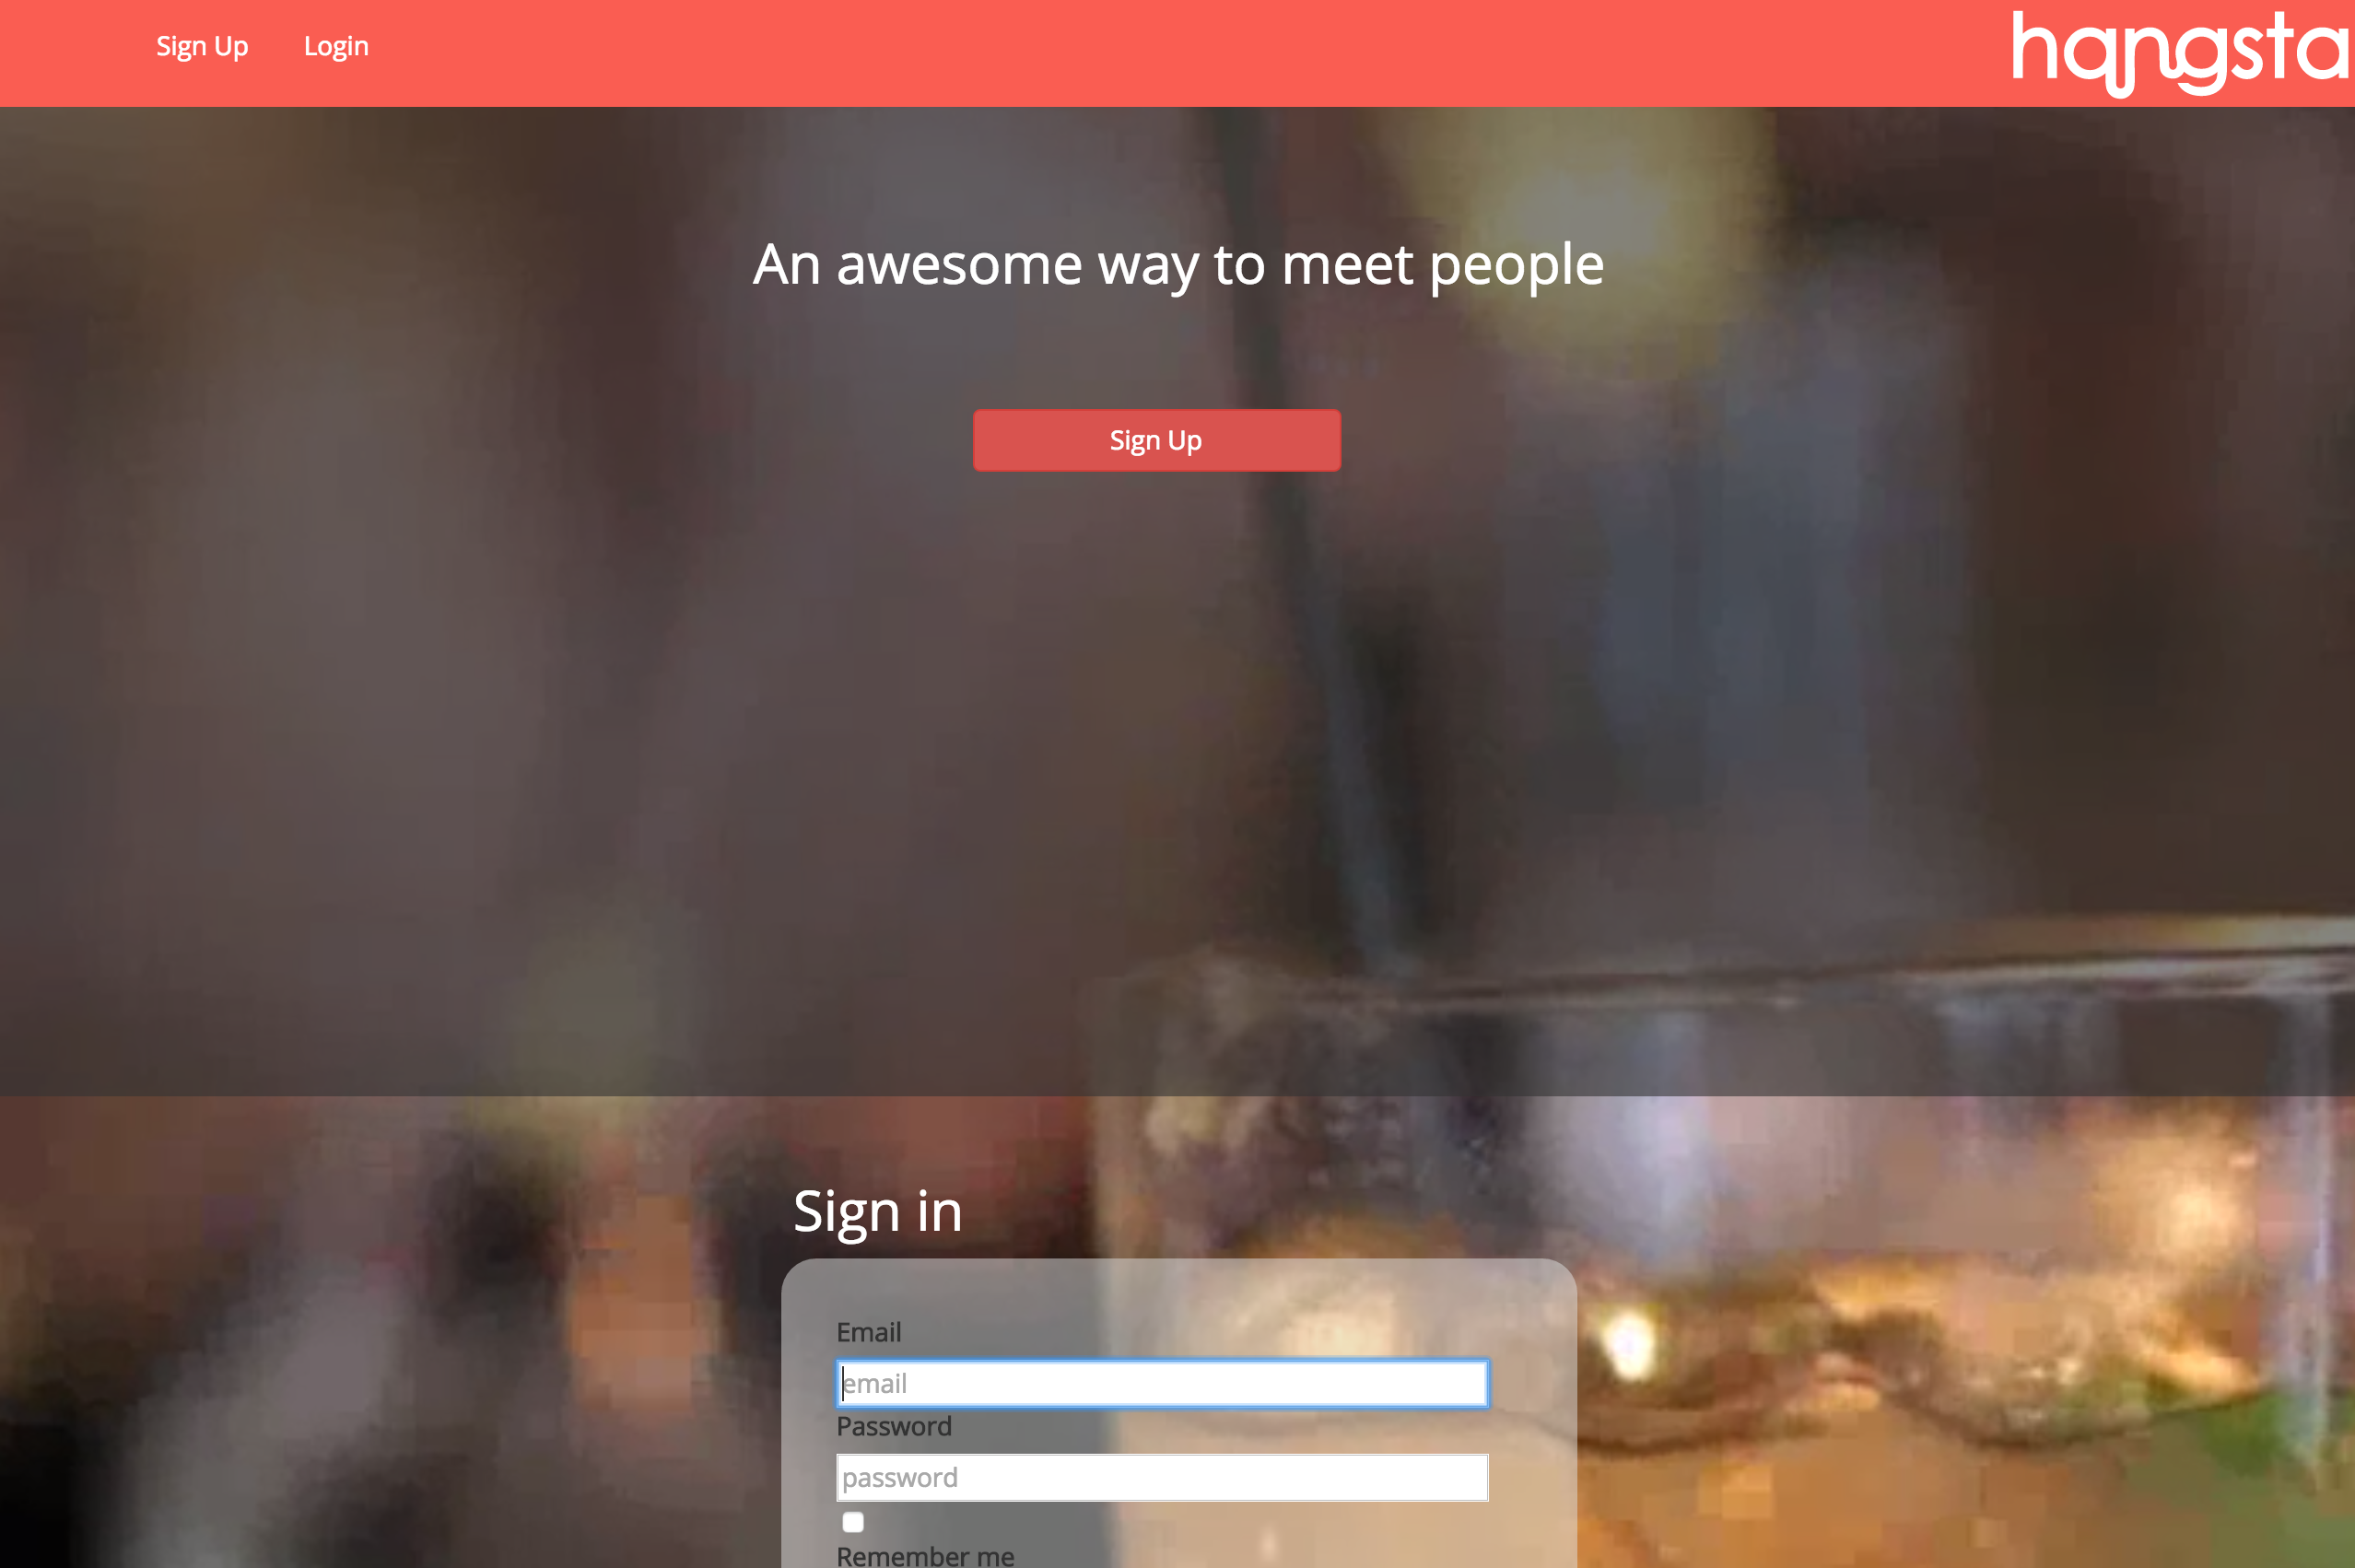 Sign Up Login hangsta
An awesome way to meet people
Sign Up
Sign in
Email
email
Password
password
Remember me